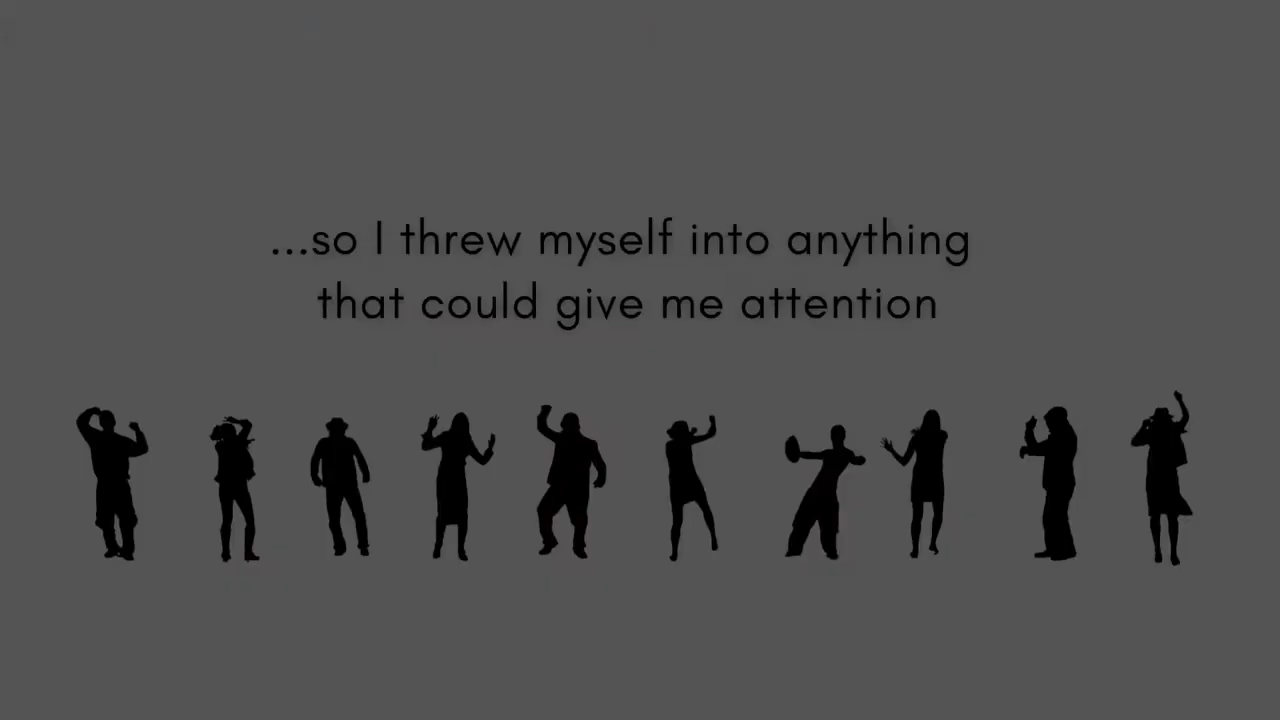 ...so I threw myself into anything
that could give me attention